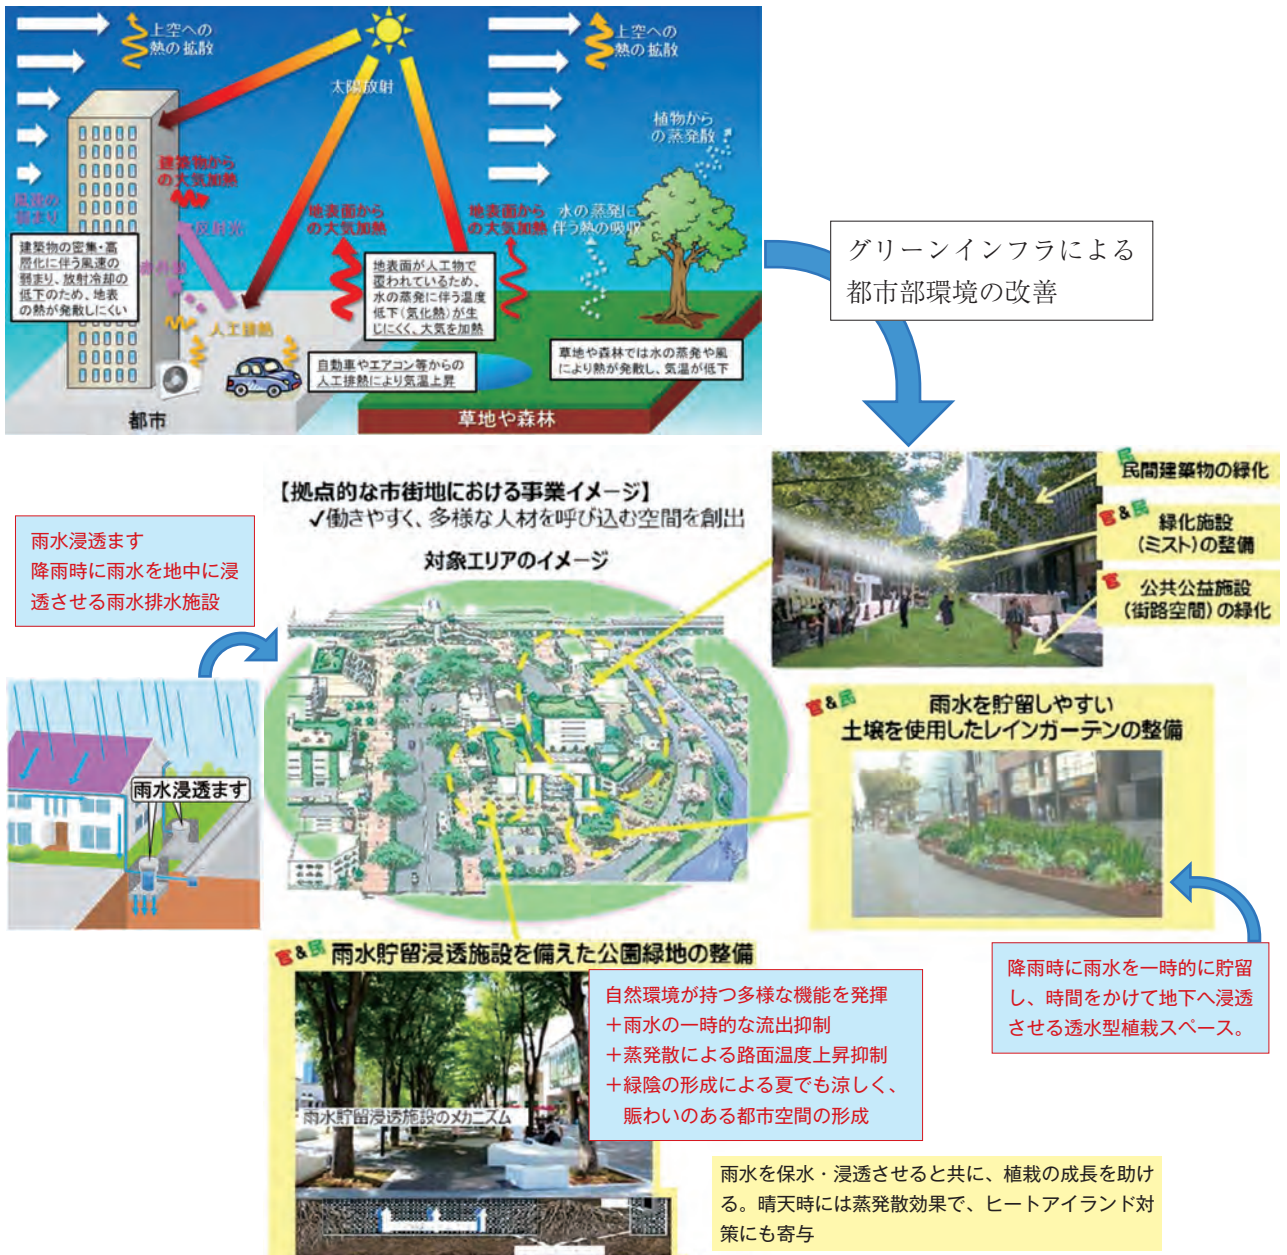 上空への
熱の拡散
太陽放射
上空への
熱の拡散
植物から
の蒸発散
建築物から
の大気加熱
風速の
弱まり
反射光
地表面から
の大気加熱
地表面から
の大気加熱
水の蒸発に
伴う熱の吸収
建築物の密集・高
層化に伴う風速の
弱まり、放射冷却の
低下のため、地表
の熱が発散しにくい
地表面が人工物で
覆われているため、
水の蒸発に伴う温度
低下(気化熱)が生
じにくく、大気を加熱
人工排熱
自動車やエアコン等からの
人工排熱により気温上昇
草地や森林では水の蒸発や風
により熱が発散し、気温が低下
都市
草地や森林
グリーンインフラによる
都市部環境の改善
【拠点的な市街地における事業イメージ】
✓働きやすく、多様な人材を呼び込む空間を創出
対象エリアのイメージ
民
民間建築物の緑化
官&民
緑化施設
(ミスト)の整備
官
公共公益施設
(街路空間)の緑化
雨水浸透ます
降雨時に雨水を地中に浸
透させる雨水排水施設
雨水浸透ます
官&民
雨水を貯留しやすい
土壌を使用したレインガーデンの整備
降雨時に雨水を一時的に貯留
し、時間をかけて地下へ浸透
させる透水型植栽スペース。
官&民 雨水貯留浸透施設を備えた公園緑地の整備
自然環境が持つ多様な機能を発揮
+雨水の一時的な流出抑制
+蒸発散による路面温度上昇抑制
+緑陰の形成による夏でも涼しく、
賑わいのある都市空間の形成
雨水貯留浸透施設のメカニズム
雨水を保水・浸透させると共に、植栽の成長を助け
る。晴天時には蒸発散効果で、ヒートアイランド対
策にも寄与